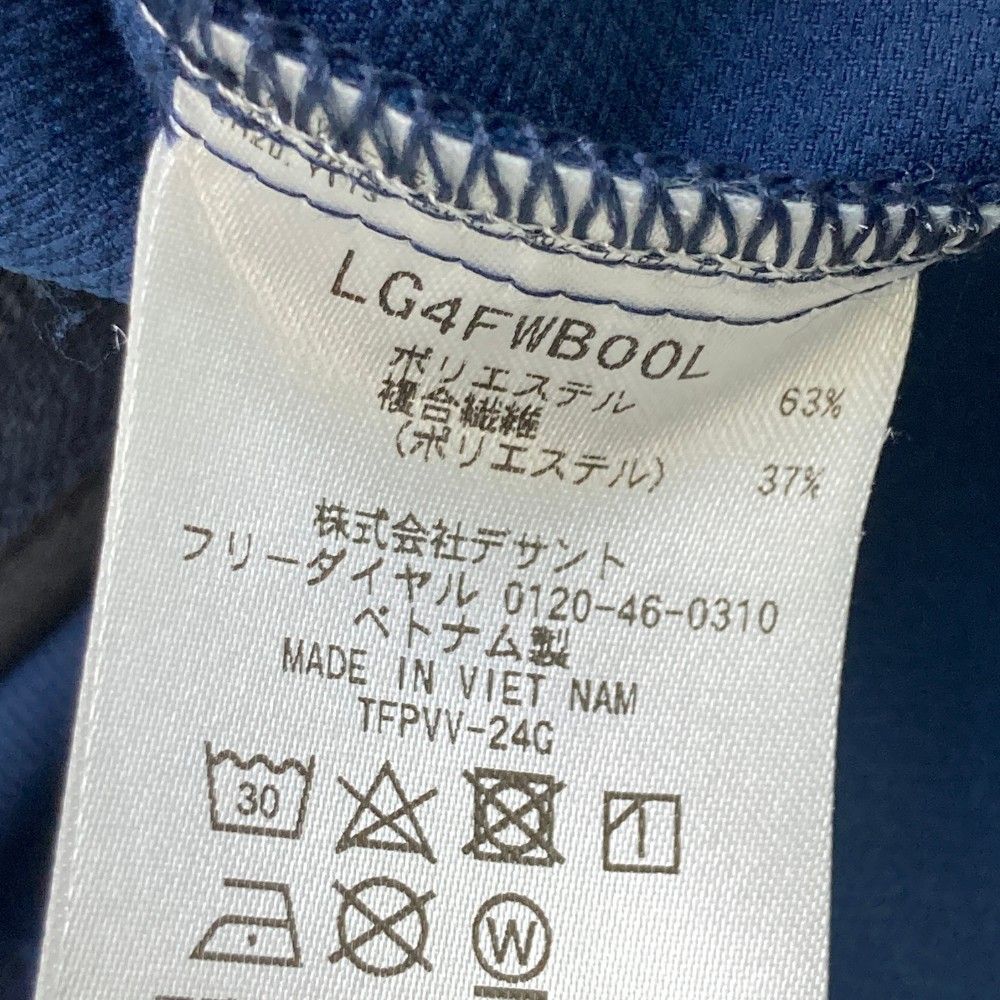 LG4FWB00L
ポリエステル 63%
複合繊維
(ポリエステル) 37%
株式会社デサント
フリーダイヤル 0120-46-0310
ベトナム製
MADE IN VIET NAM
TFPVV-24G
30
W